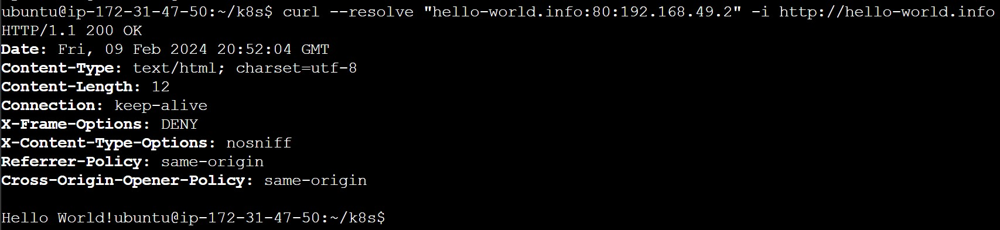 ubuntu@ip-172-31-47-50:~/k8s$ curl --resolve "hello-world.info:80:192.168.49.2" -i http://hello-world.info
HTTP/1.1 200 OK
Date: Fri, 09 Feb 2024 20:52:04 GMT
Content-Type: text/html; charset=utf-8
Content-Length: 12
Connection: keep-alive
X-Frame-Options: DENY
X-Content-Type-Options: nosniff
Referrer-Policy: same-origin
Cross-Origin-Opener-Policy: same-origin
Hello World!ubuntu@ip-172-31-47-50:~/k8s$